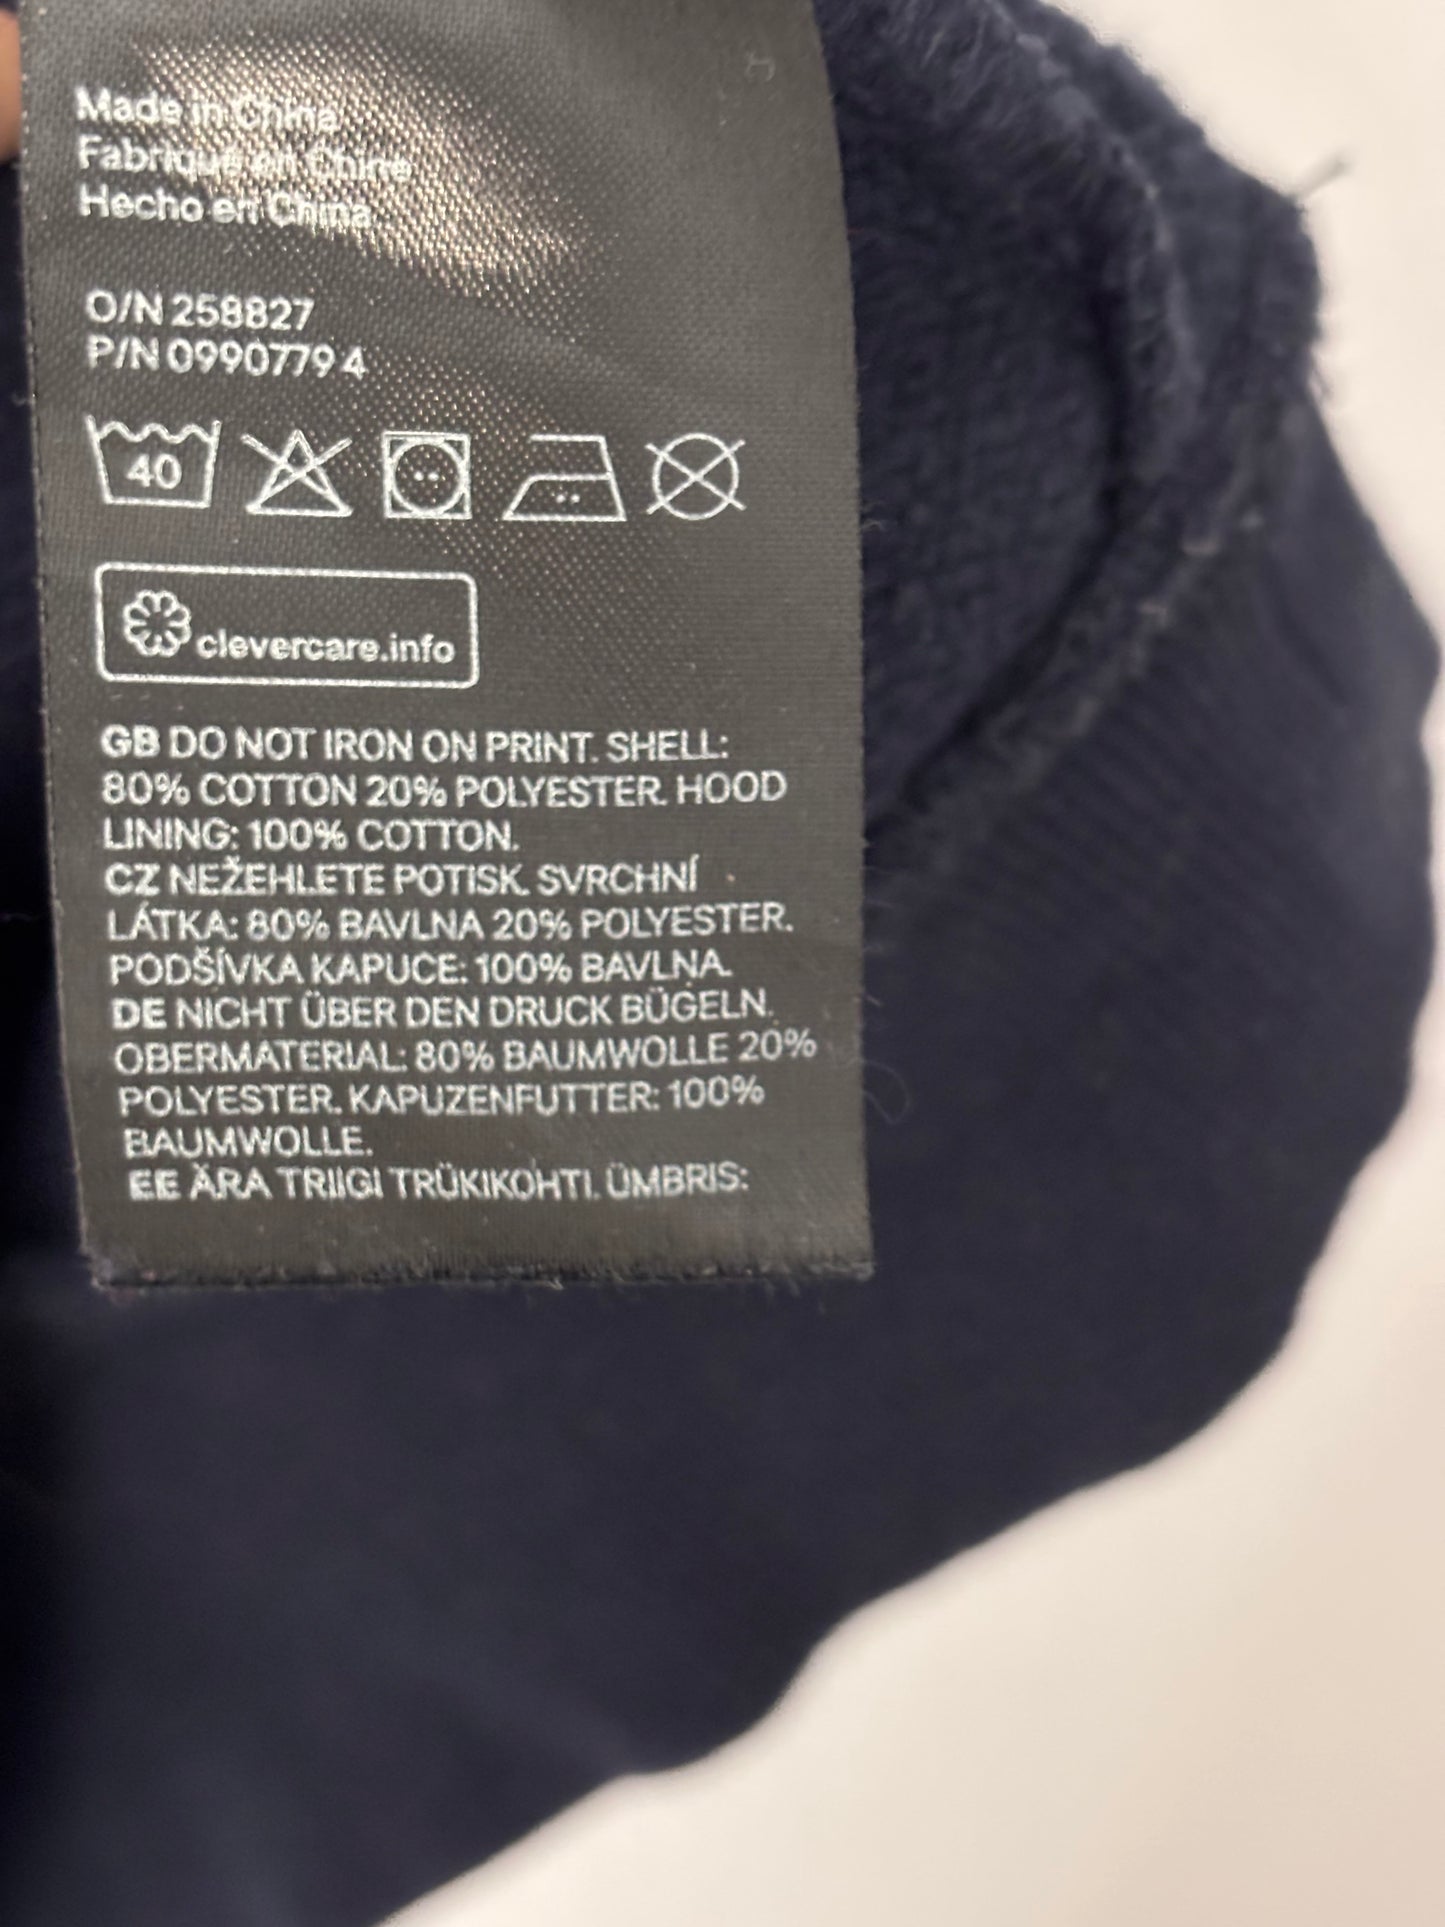 Made in China
Fabriqué en Chine
Hecho en China
O/N 258827
P/N 0990779 4
40
clevercare.info
GB DO NOT IRON ON PRINT. SHELL:
80% COTTON 20% POLYESTER. HOOD
LINING: 100% COTTON.
CZ NEŽEHLETE POTISK. SVRCHNÍ
LÁTKA: 80% BAVLNA 20% POLYESTER.
PODŠÍVKA KAPUCE: 100% BAVLNA.
DE NICHT ÜBER DEN DRUCK BÜGELN.
OBERMATERIAL: 80% BAUMWOLLE 20%
POLYESTER. KAPUZENFUTTER: 100%
BAUMWOLLE.
EE ÄRA TRIIGI TRÜKIKOHTI. ÜMBRIS: